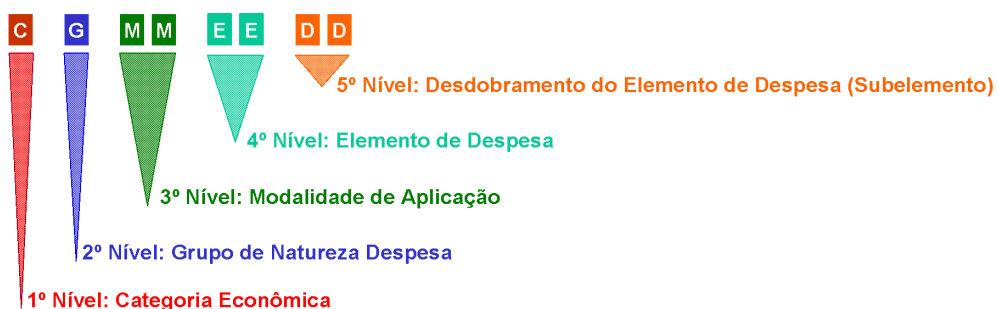 C G M M E E D D
5º Nível: Desdobramento do Elemento de Despesa (Subelemento)
4º Nível: Elemento de Despesa
3º Nível: Modalidade de Aplicação
2º Nível: Grupo de Natureza Despesa
1º Nível: Categoria Econômica